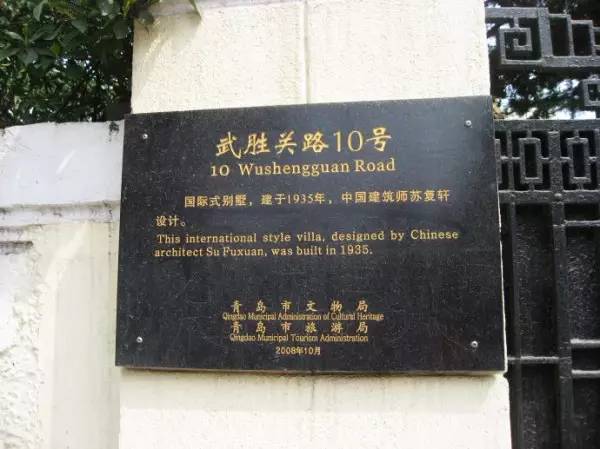 武胜关路10号
10 Wushengguan Road
国际式别墅，建于1935年，中国建筑师苏复轩
设计。
This international style villa, designed by Chinese
architect Su Fuxuan, was built in 1935.
青岛市文物局
Qingdao Municipal Administration of Cultural Heritage
青岛市旅游局
Qingdao Municipal Tourism Administration
2008年10月